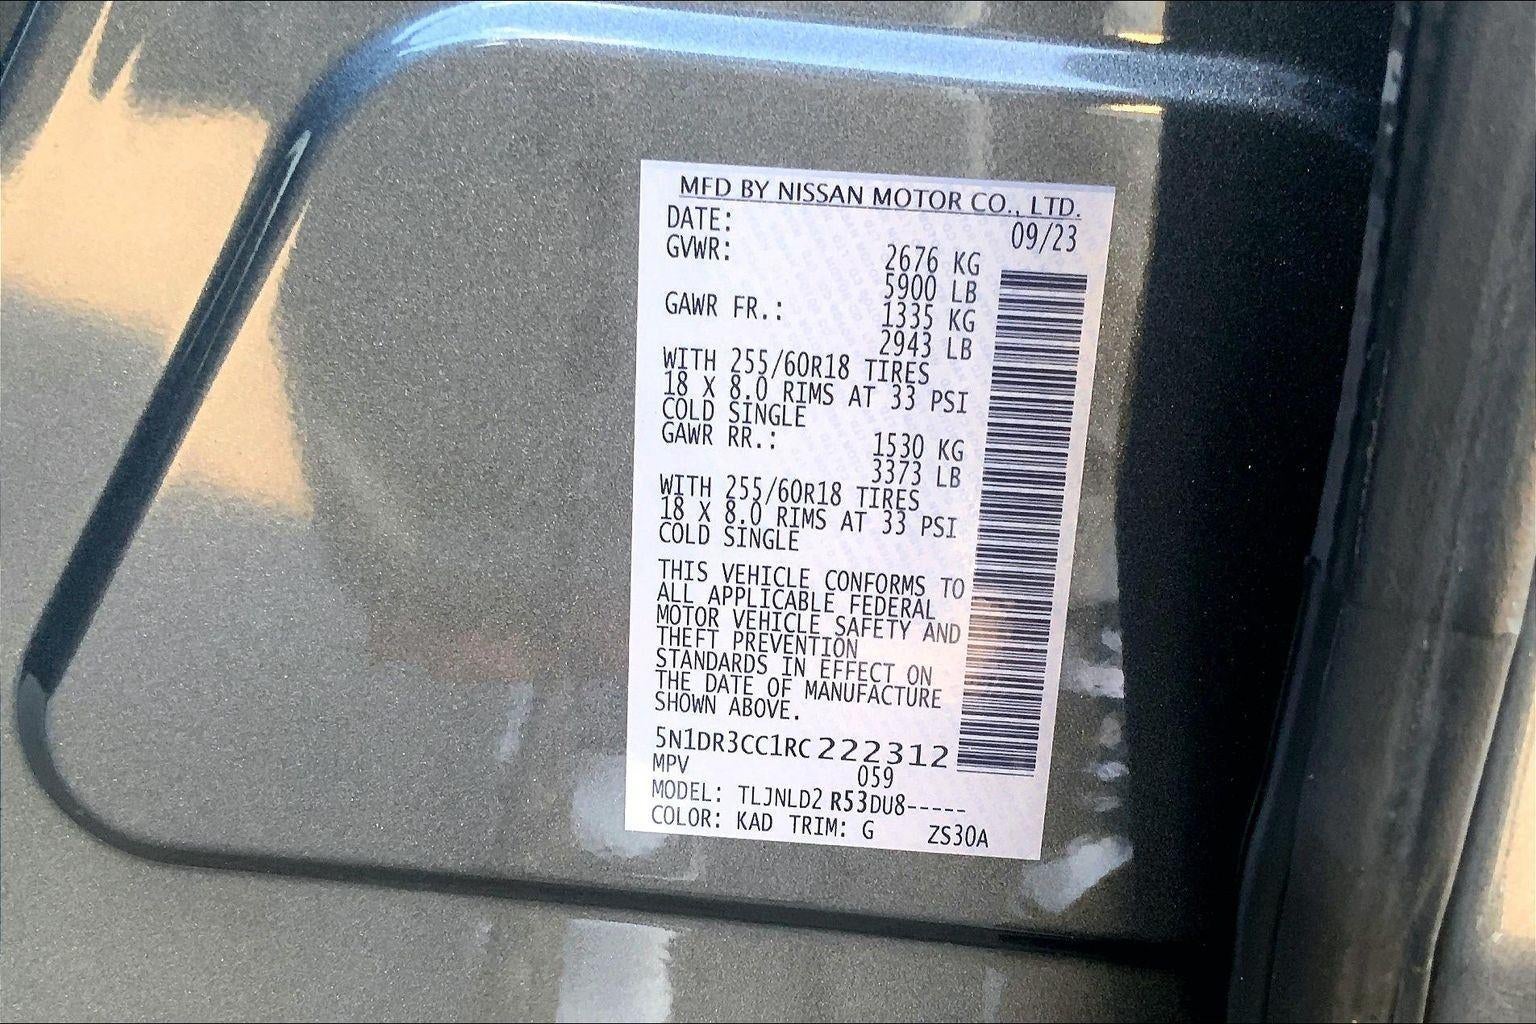 MFD BY NISSAN MOTOR CO., LTD.
DATE: 09/23
GVWR: 2676 KG
5900 LB
GAWR FR.: 1335 KG
2943 LB
WITH 255/60R18 TIRES
18 X 8.0 RIMS AT 33 PSI
COLD SINGLE
GAWR RR.: 1530 KG
3373 LB
WITH 255/60R18 TIRES
18 X 8.0 RIMS AT 33 PSI
COLD SINGLE
THIS VEHICLE CONFORMS TO
ALL APPLICABLE FEDERAL
MOTOR VEHICLE SAFETY AND
THEFT PREVENTION
STANDARDS IN EFFECT ON
THE DATE OF MANUFACTURE
SHOWN ABOVE.
5N1DR3CC1RC222312
MPV 059
MODEL: TLJNLD2 R53DU8-----
COLOR: KAD TRIM: G ZS30A